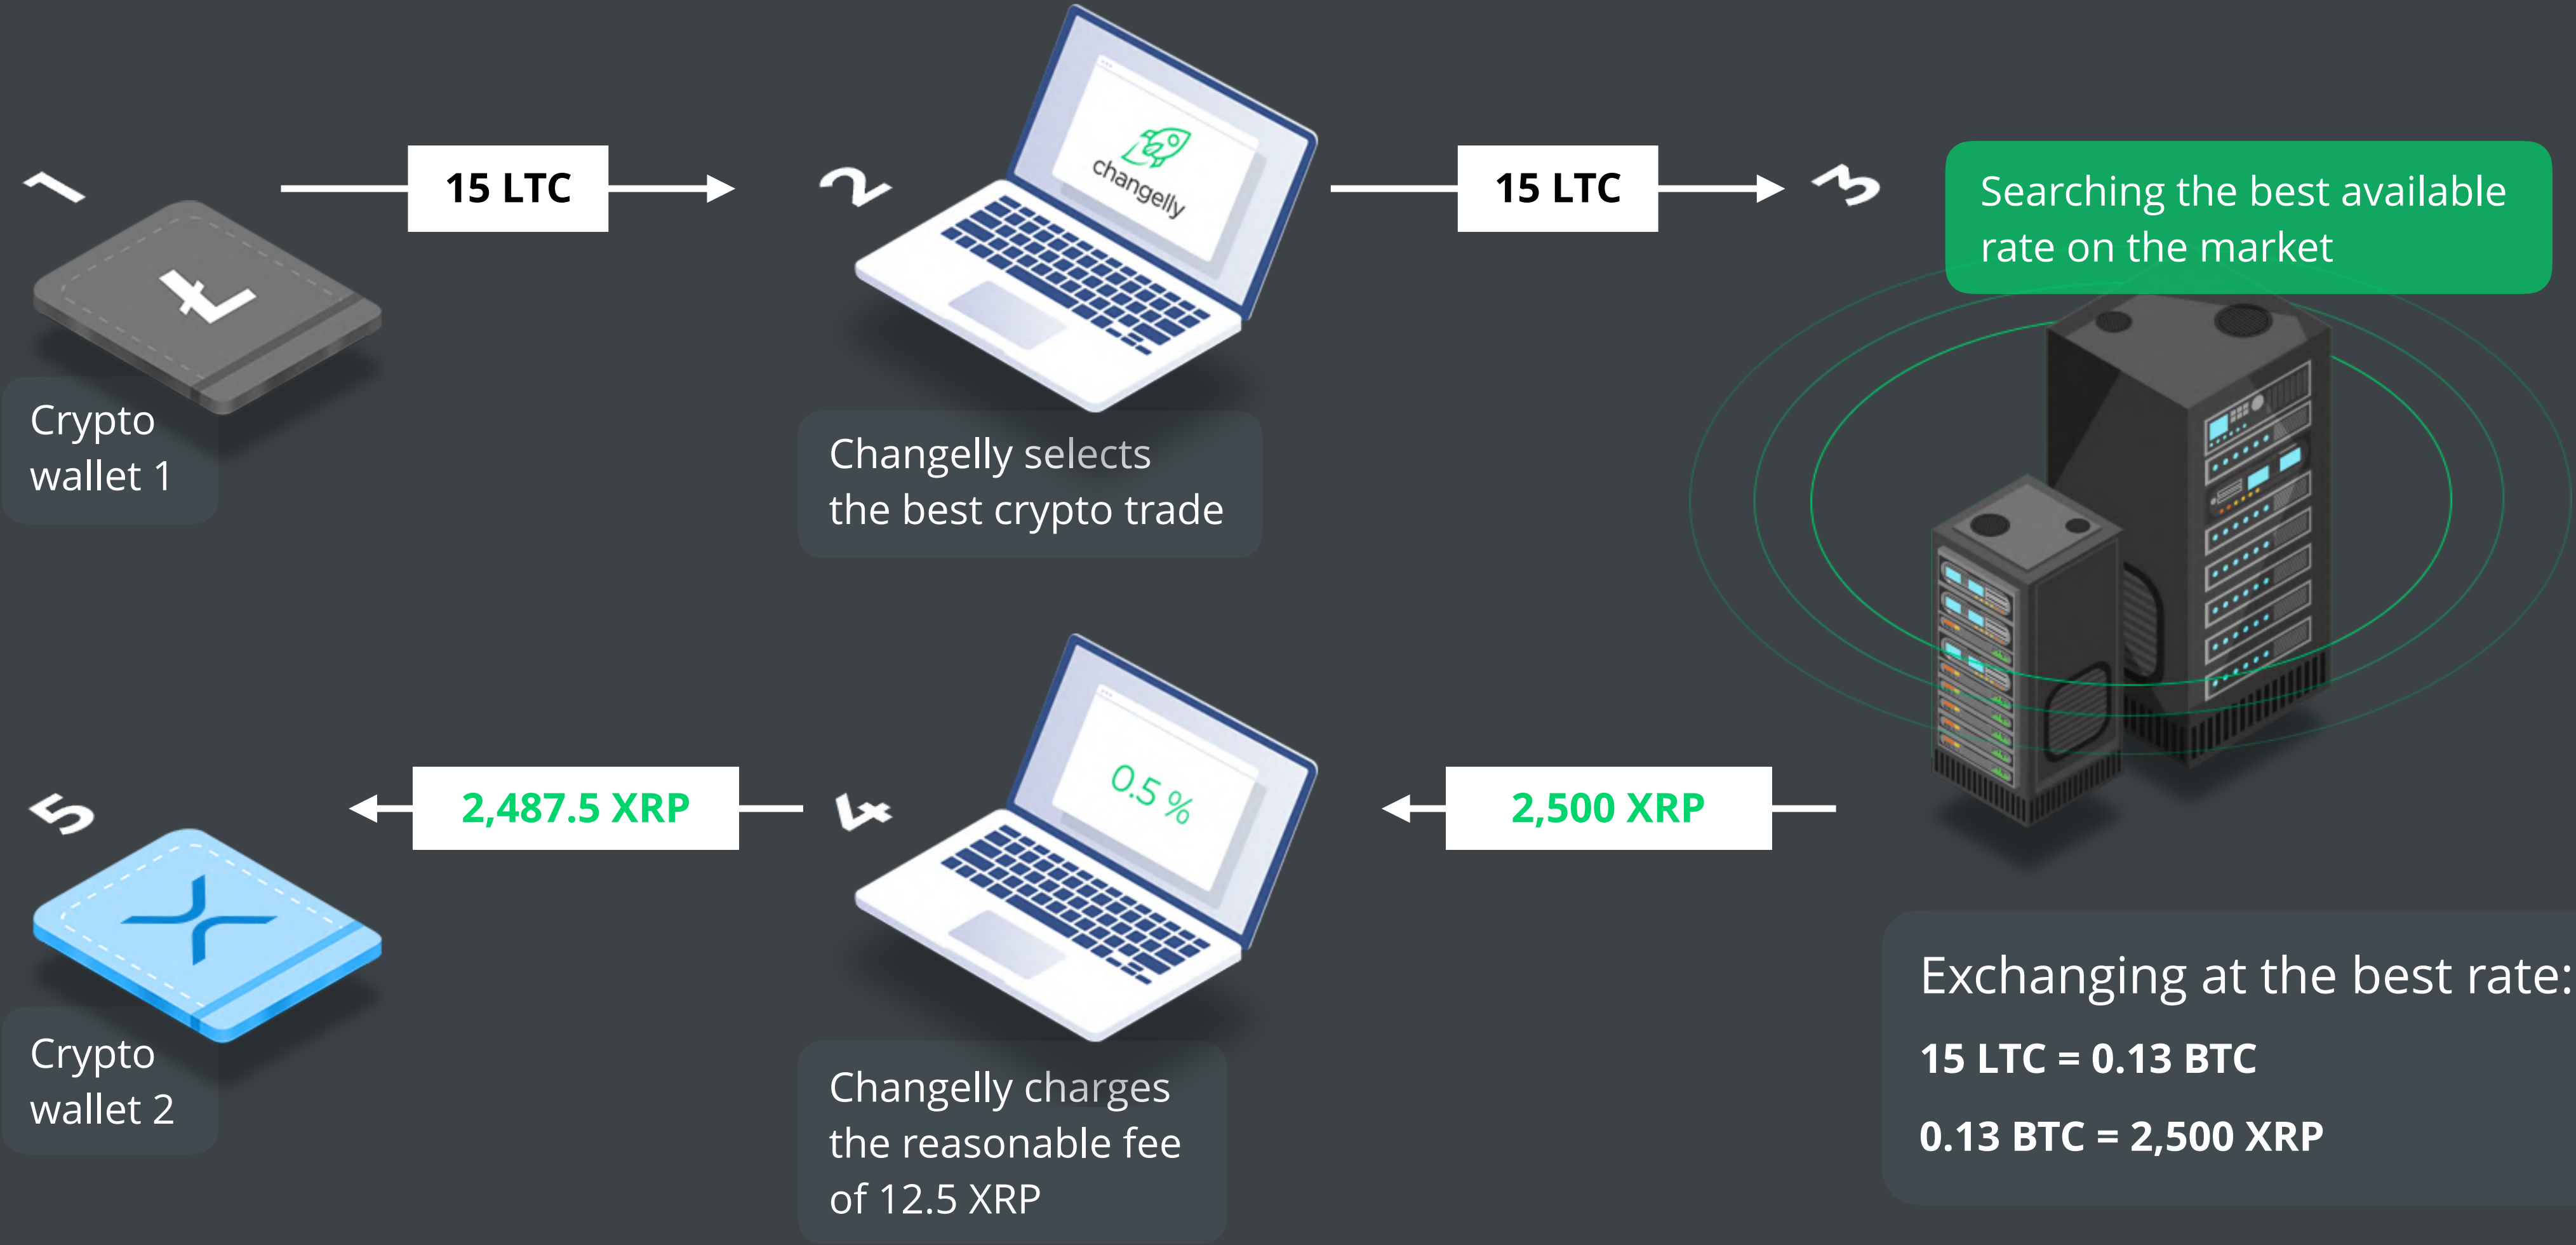 1
15 LTC
2
changelly
15 LTC
3
Searching the best available
rate on the market
Crypto
wallet 1
Changelly selects
the best crypto trade
5
2,487.5 XRP
4
0.5 %
2,500 XRP
Crypto
wallet 2
Changelly charges
the reasonable fee
of 12.5 XRP
Exchanging at the best rate:
15 LTC = 0.13 BTC
0.13 BTC = 2,500 XRP